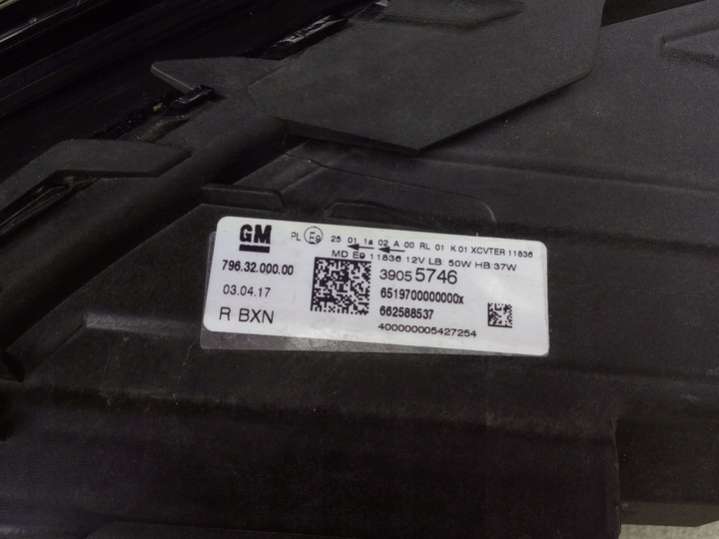 GM
PL E9 25 01 1a 02 A 00 RL 01 K 01 XCVTER 11836
MD E9 11836 12V LB: 50W HB 37W
796.32.000.00
39055746
03.04.17
6519700000000x
R BXN
662588537
400000005427254